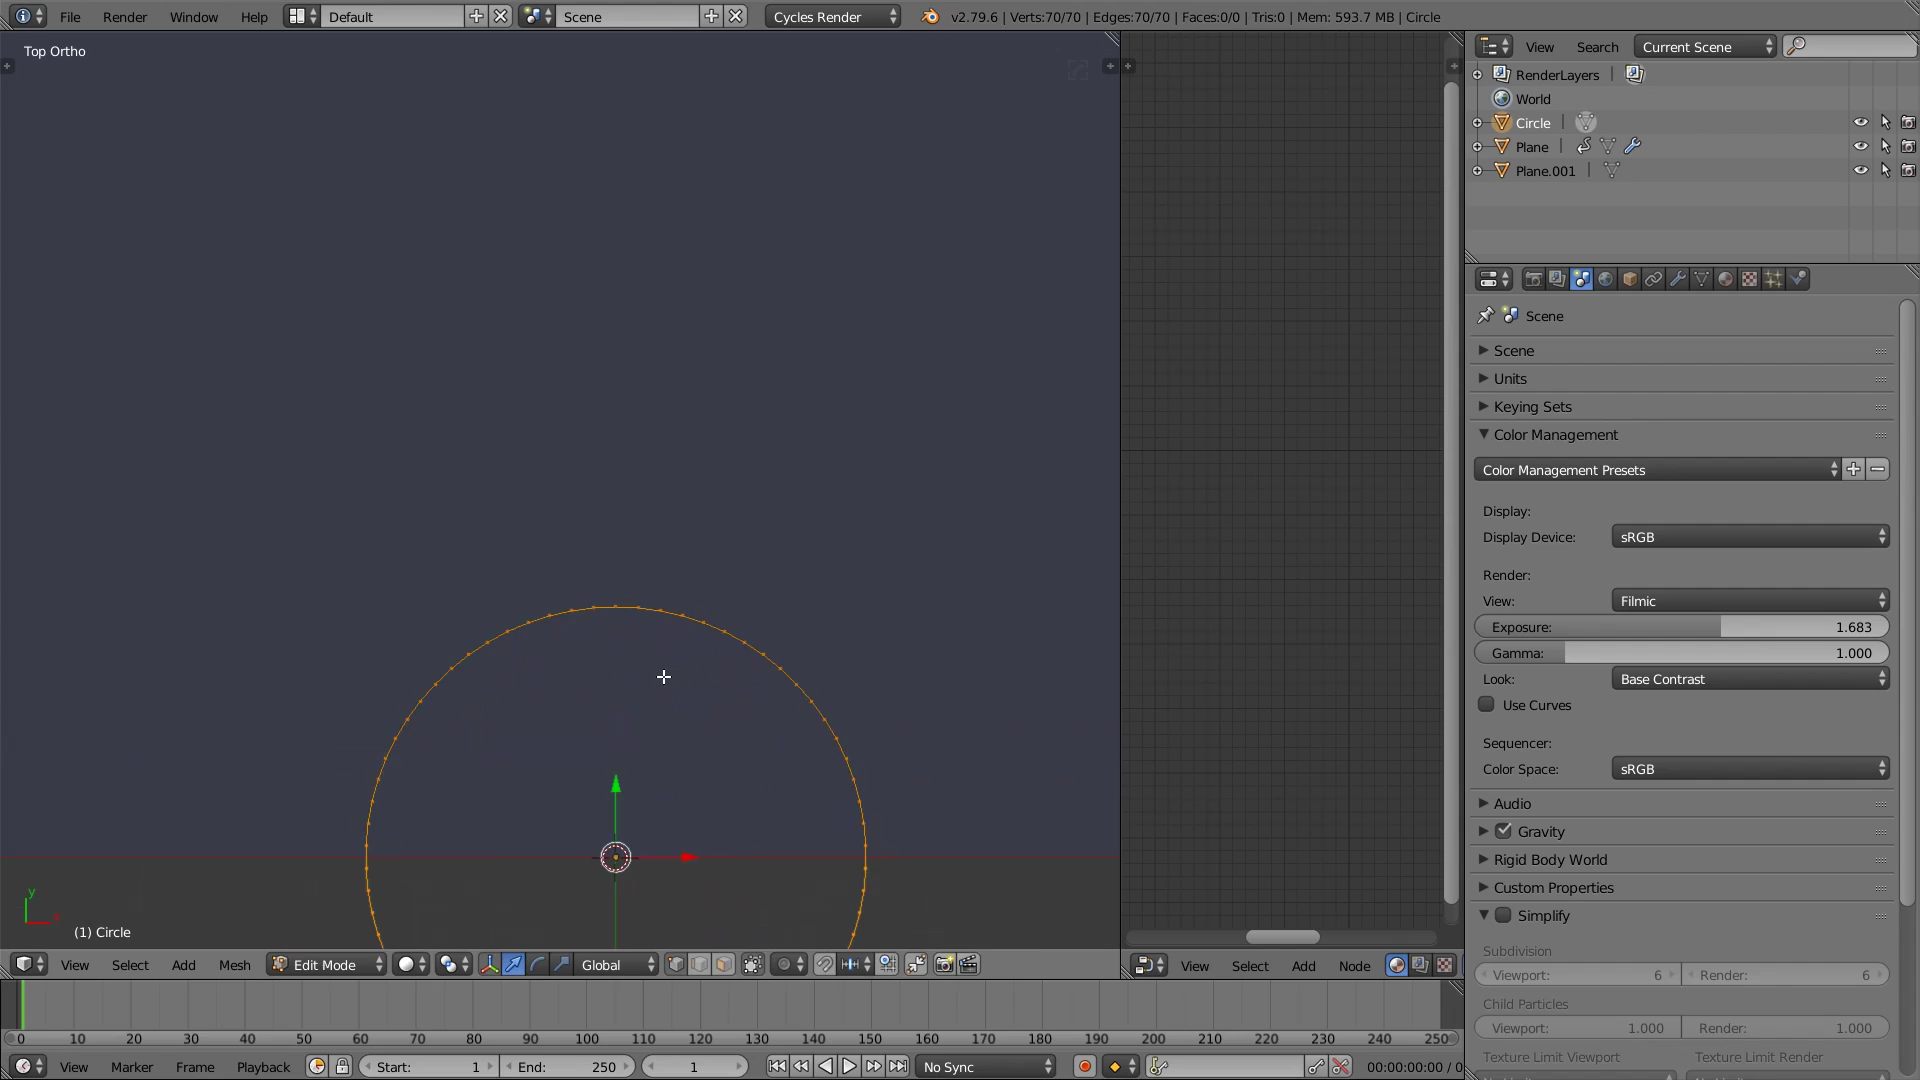 File Render Window Help Default Scene Cycles Render v2.79.6 | Verts:70/70 | Edges:70/70 | Faces:0/0 | Tris:0 | Mem: 593.7 MB | Circle
Top Ortho
View Search Current Scene
RenderLayers
World
Circle
Plane
Plane.001
Scene
Scene
Units
Keying Sets
Color Management
Color Management Presets
Display:
Display Device: sRGB
Render:
View: Filmic
Exposure: 1.683
Gamma: 1.000
Look: Base Contrast
Use Curves
Sequencer:
Color Space: sRGB
Audio
Gravity
Rigid Body World
Custom Properties
Simplify
Subdivision
Viewport: 6 Render: 6
Child Particles
Viewport: 1.000 Render: 1.000
Texture Limit Viewport Texture Limit Render
y
x
(1) Circle
View Select Add Mesh Edit Mode Global
View Select Add Node
0 10 20 30 40 50 60 70 80 90 100 110 120 130 140 150 160 170 180 190 200 210 220 230 240 250
View Marker Frame Playback Start: 1 End: 250 1 No Sync 00:00:00:00 / 0